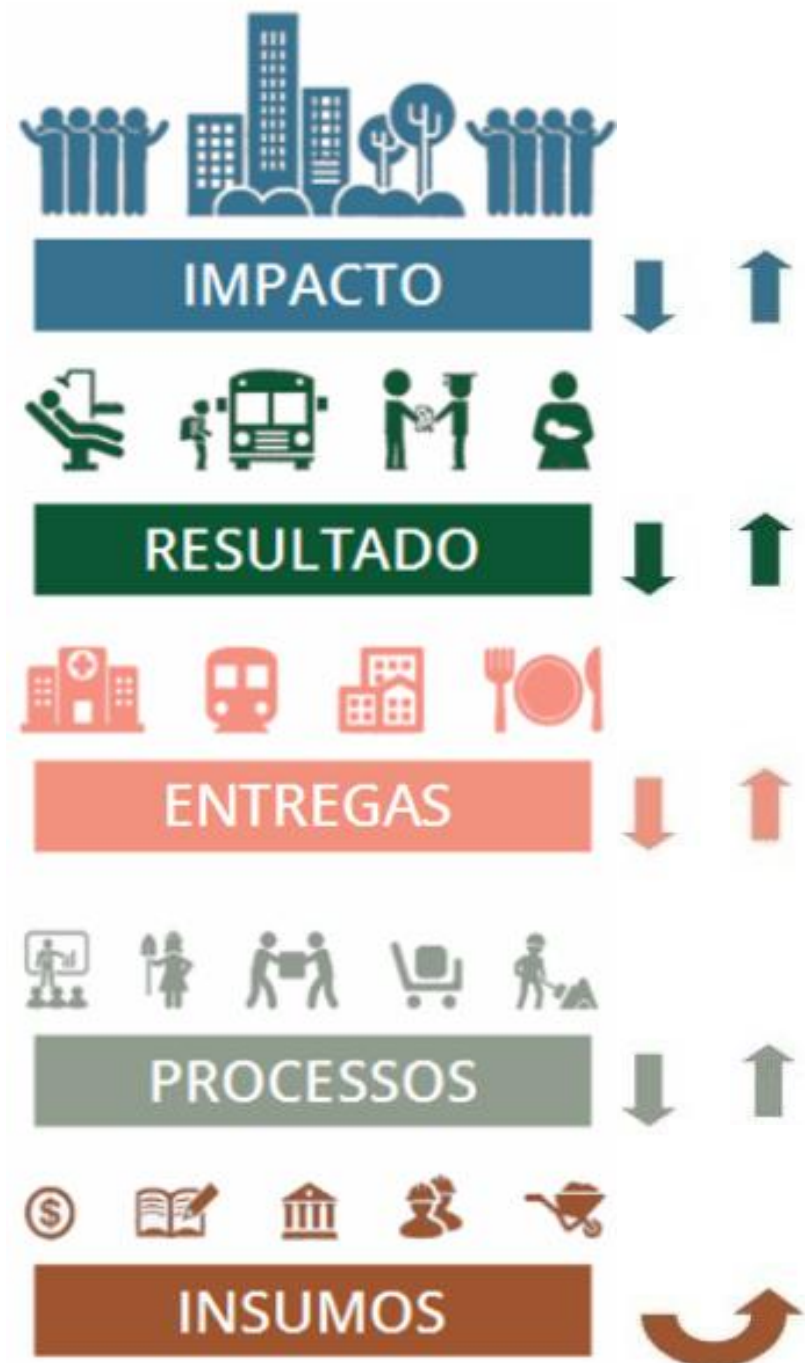 IMPACTO
RESULTADO
ENTREGAS
PROCESSOS
$
INSUMOS